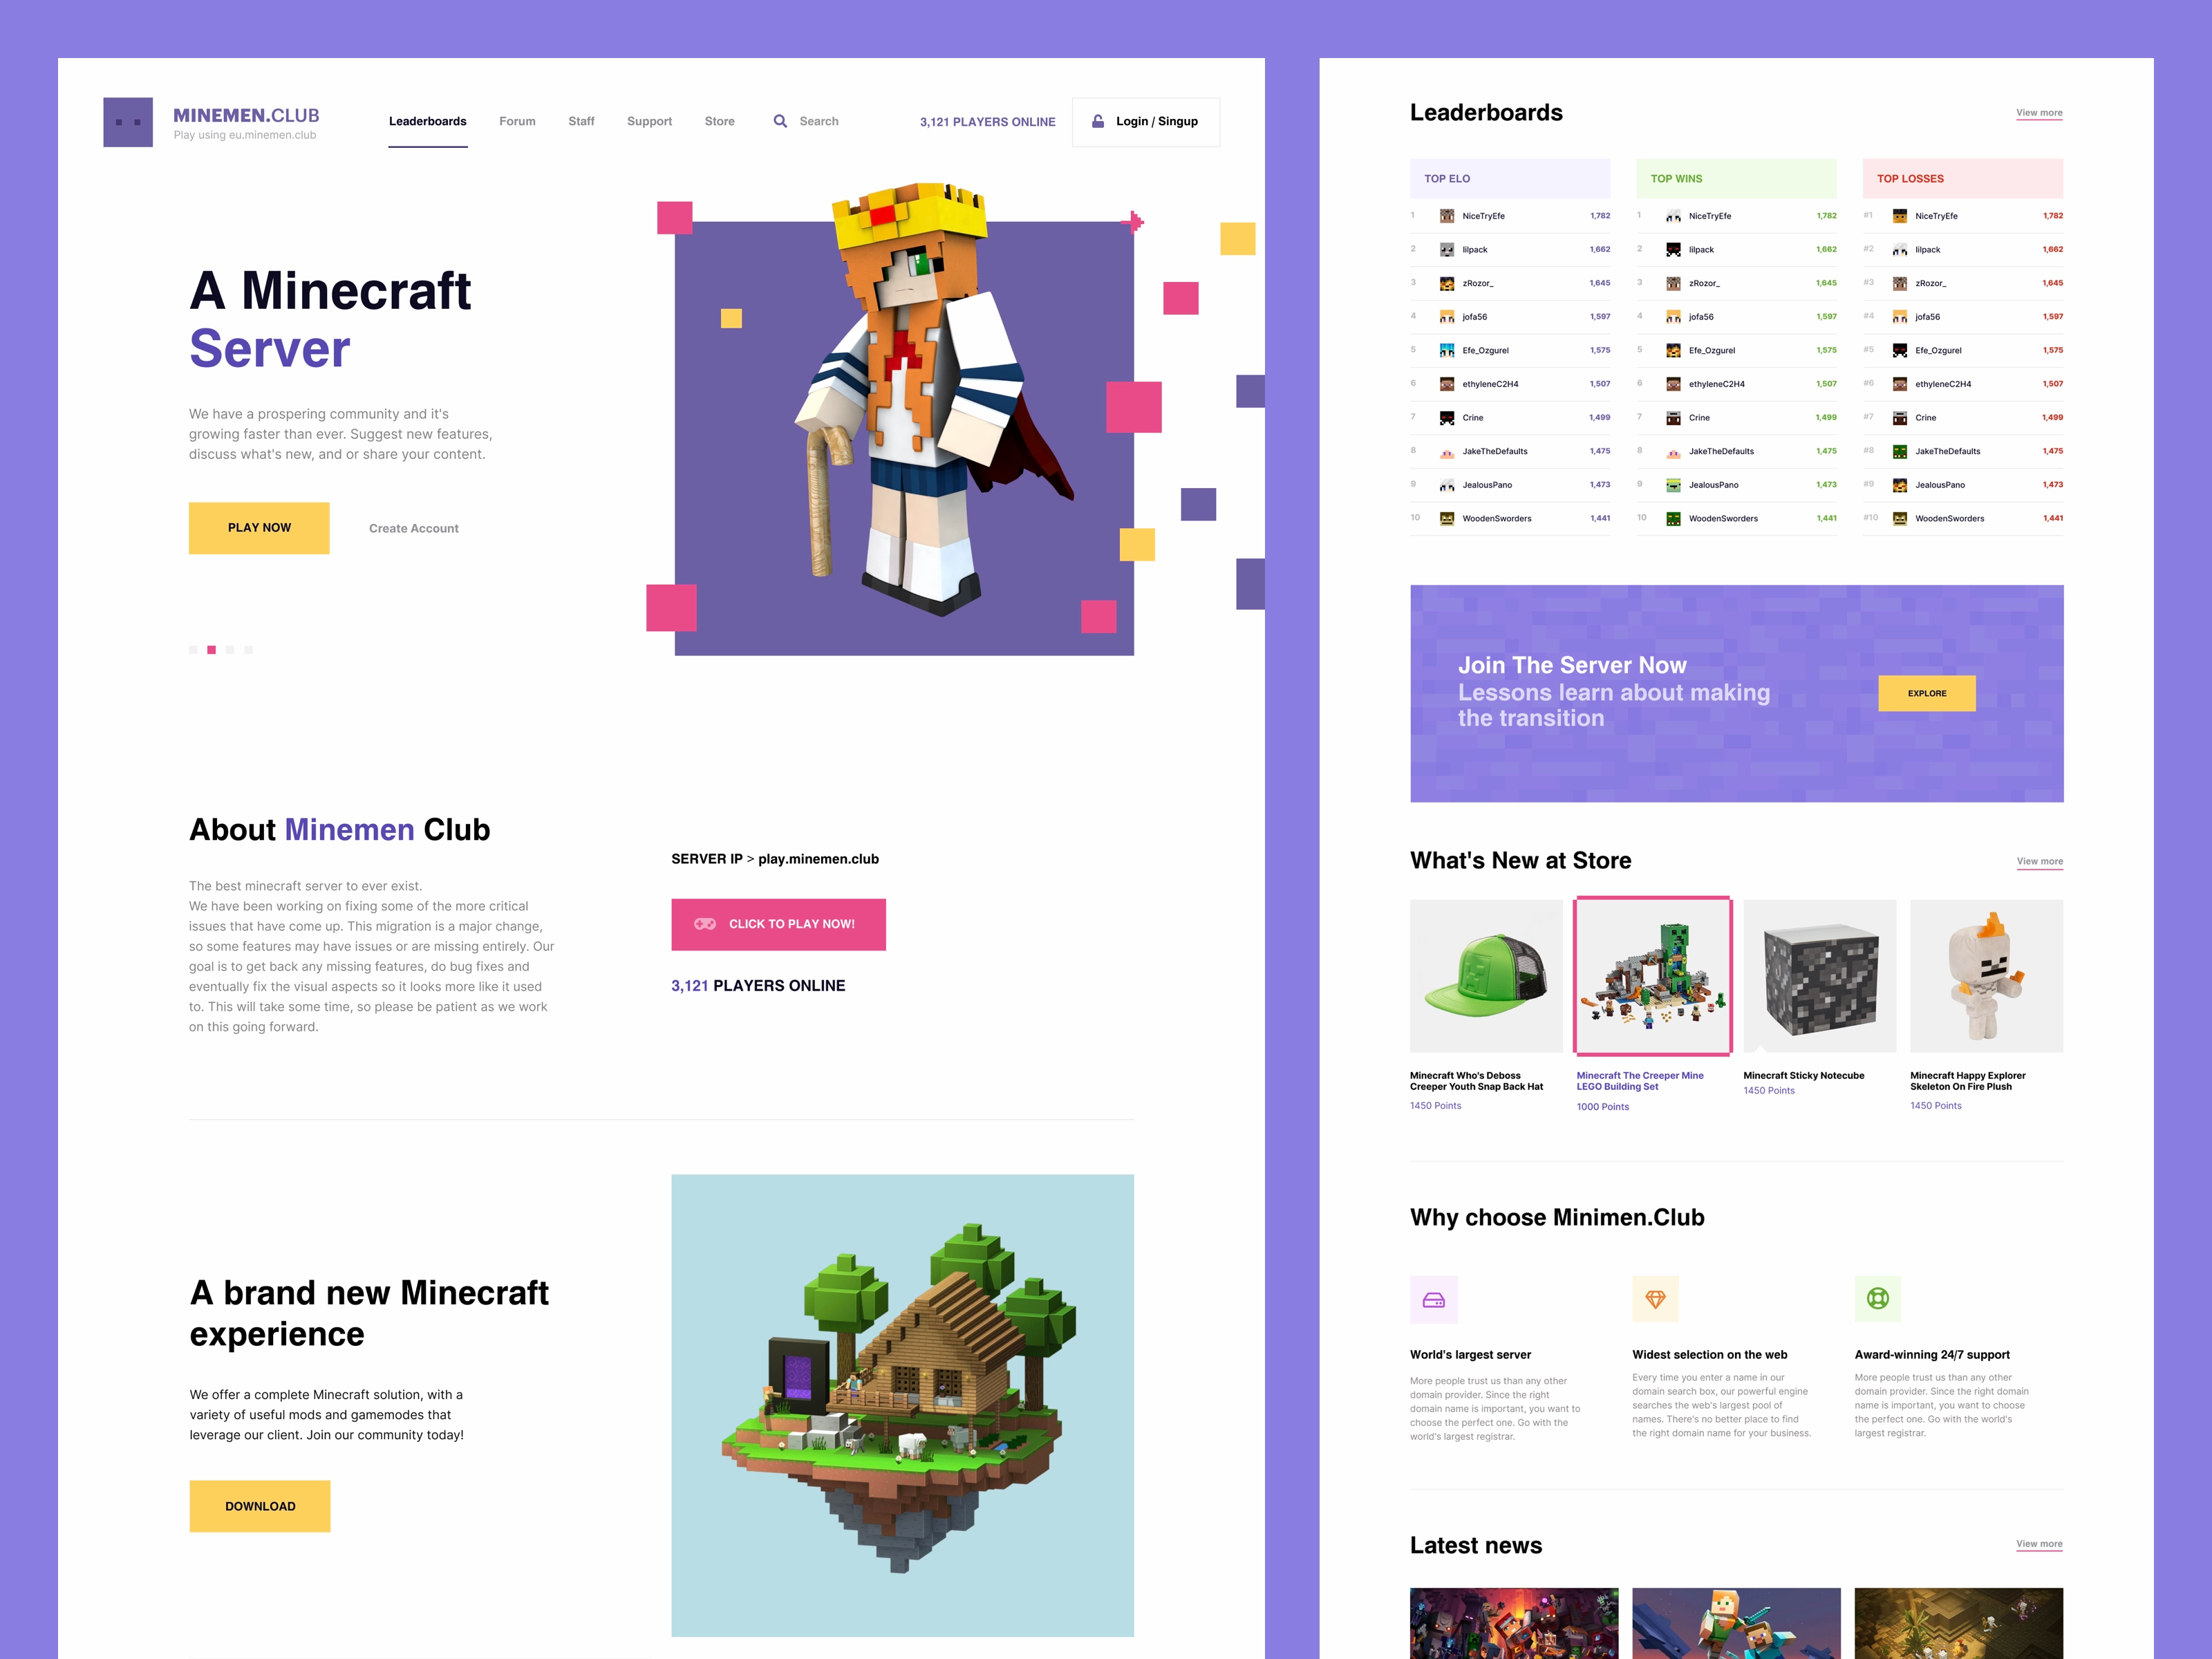 MINEMEN.CLUB
Play using eu.minemen.club
Leaderboards
Forum
Staff
Support
Store
Search
3,121 PLAYERS ONLINE
Login / Singup
A Minecraft
Server
We have a prospering community and it's
growing faster than ever. Suggest new features,
discuss what's new, and or share your content.
PLAY NOW
Create Account
About Minemen Club
The best minecraft server to ever exist.
We have been working on fixing some of the more critical
issues that have come up. This migration is a major change,
so some features may have issues or are missing entirely. Our
goal is to get back any missing features, do bug fixes and
eventually fix the visual aspects so it looks more like it used
to. This will take some time, so please be patient as we work
on this going forward.
SERVER IP > play.minemen.club
CLICK TO PLAY NOW!
3,121 PLAYERS ONLINE
A brand new Minecraft
experience
We offer a complete Minecraft solution, with a
variety of useful mods and gamemodes that
leverage our client. Join our community today!
DOWNLOAD
Leaderboards
View more
TOP ELO
1 NiceTryEfe 1,782
2 lilpack 1,662
3 zRozor_ 1,645
4 jofa56 1,597
5 Efe_Ozgurel 1,575
6 ethyleneC2H4 1,507
7 Crine 1,499
8 JakeTheDefaults 1,475
9 JealousPano 1,473
10 WoodenSworders 1,441
TOP WINS
1 NiceTryEfe 1,782
2 lilpack 1,662
3 zRozor_ 1,645
4 jofa56 1,597
5 Efe_Ozgurel 1,575
6 ethyleneC2H4 1,507
7 Crine 1,499
8 JakeTheDefaults 1,475
9 JealousPano 1,473
10 WoodenSworders 1,441
TOP LOSSES
#1 NiceTryEfe 1,782
#2 lilpack 1,662
#3 zRozor_ 1,645
#4 jofa56 1,597
#5 Efe_Ozgurel 1,575
#6 ethyleneC2H4 1,507
#7 Crine 1,499
#8 JakeTheDefaults 1,475
#9 JealousPano 1,473
#10 WoodenSworders 1,441
Join The Server Now
Lessons learn about making
the transition
EXPLORE
What's New at Store
View more
Minecraft Who's Deboss
Creeper Youth Snap Back Hat
1450 Points
Minecraft The Creeper Mine
LEGO Building Set
1000 Points
Minecraft Sticky Notecube
1450 Points
Minecraft Happy Explorer
Skeleton On Fire Plush
1450 Points
Why choose Minimen.Club
World's largest server
More people trust us than any other
domain provider. Since the right
domain name is important, you want to
choose the perfect one. Go with the
world's largest registrar.
Widest selection on the web
Every time you enter a name in our
domain search box, our powerful engine
searches the web's largest pool of
names. There's no better place to find
the right domain name for your business.
Award-winning 24/7 support
More people trust us than any other
domain provider. Since the right domain
name is important, you want to choose
the perfect one. Go with the world's
largest registrar.
Latest news
View more